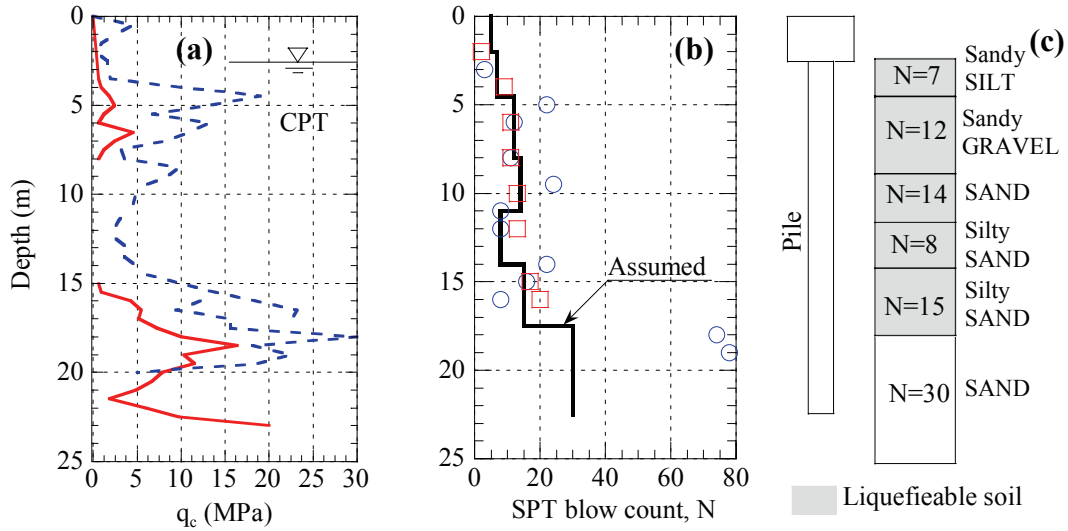 (a)
CPT
0
5
10
15
20
25
Depth (m)
0
5
10
15
20
25
30
q_c (MPa)
(b)
Assumed
0
5
10
15
20
25
0
20
40
60
80
SPT blow count, N
(c)
Pile
N=7
Sandy
SILT
N=12
Sandy
GRAVEL
N=14
SAND
N=8
Silty
SAND
N=15
Silty
SAND
N=30
SAND
Liquefieable soil